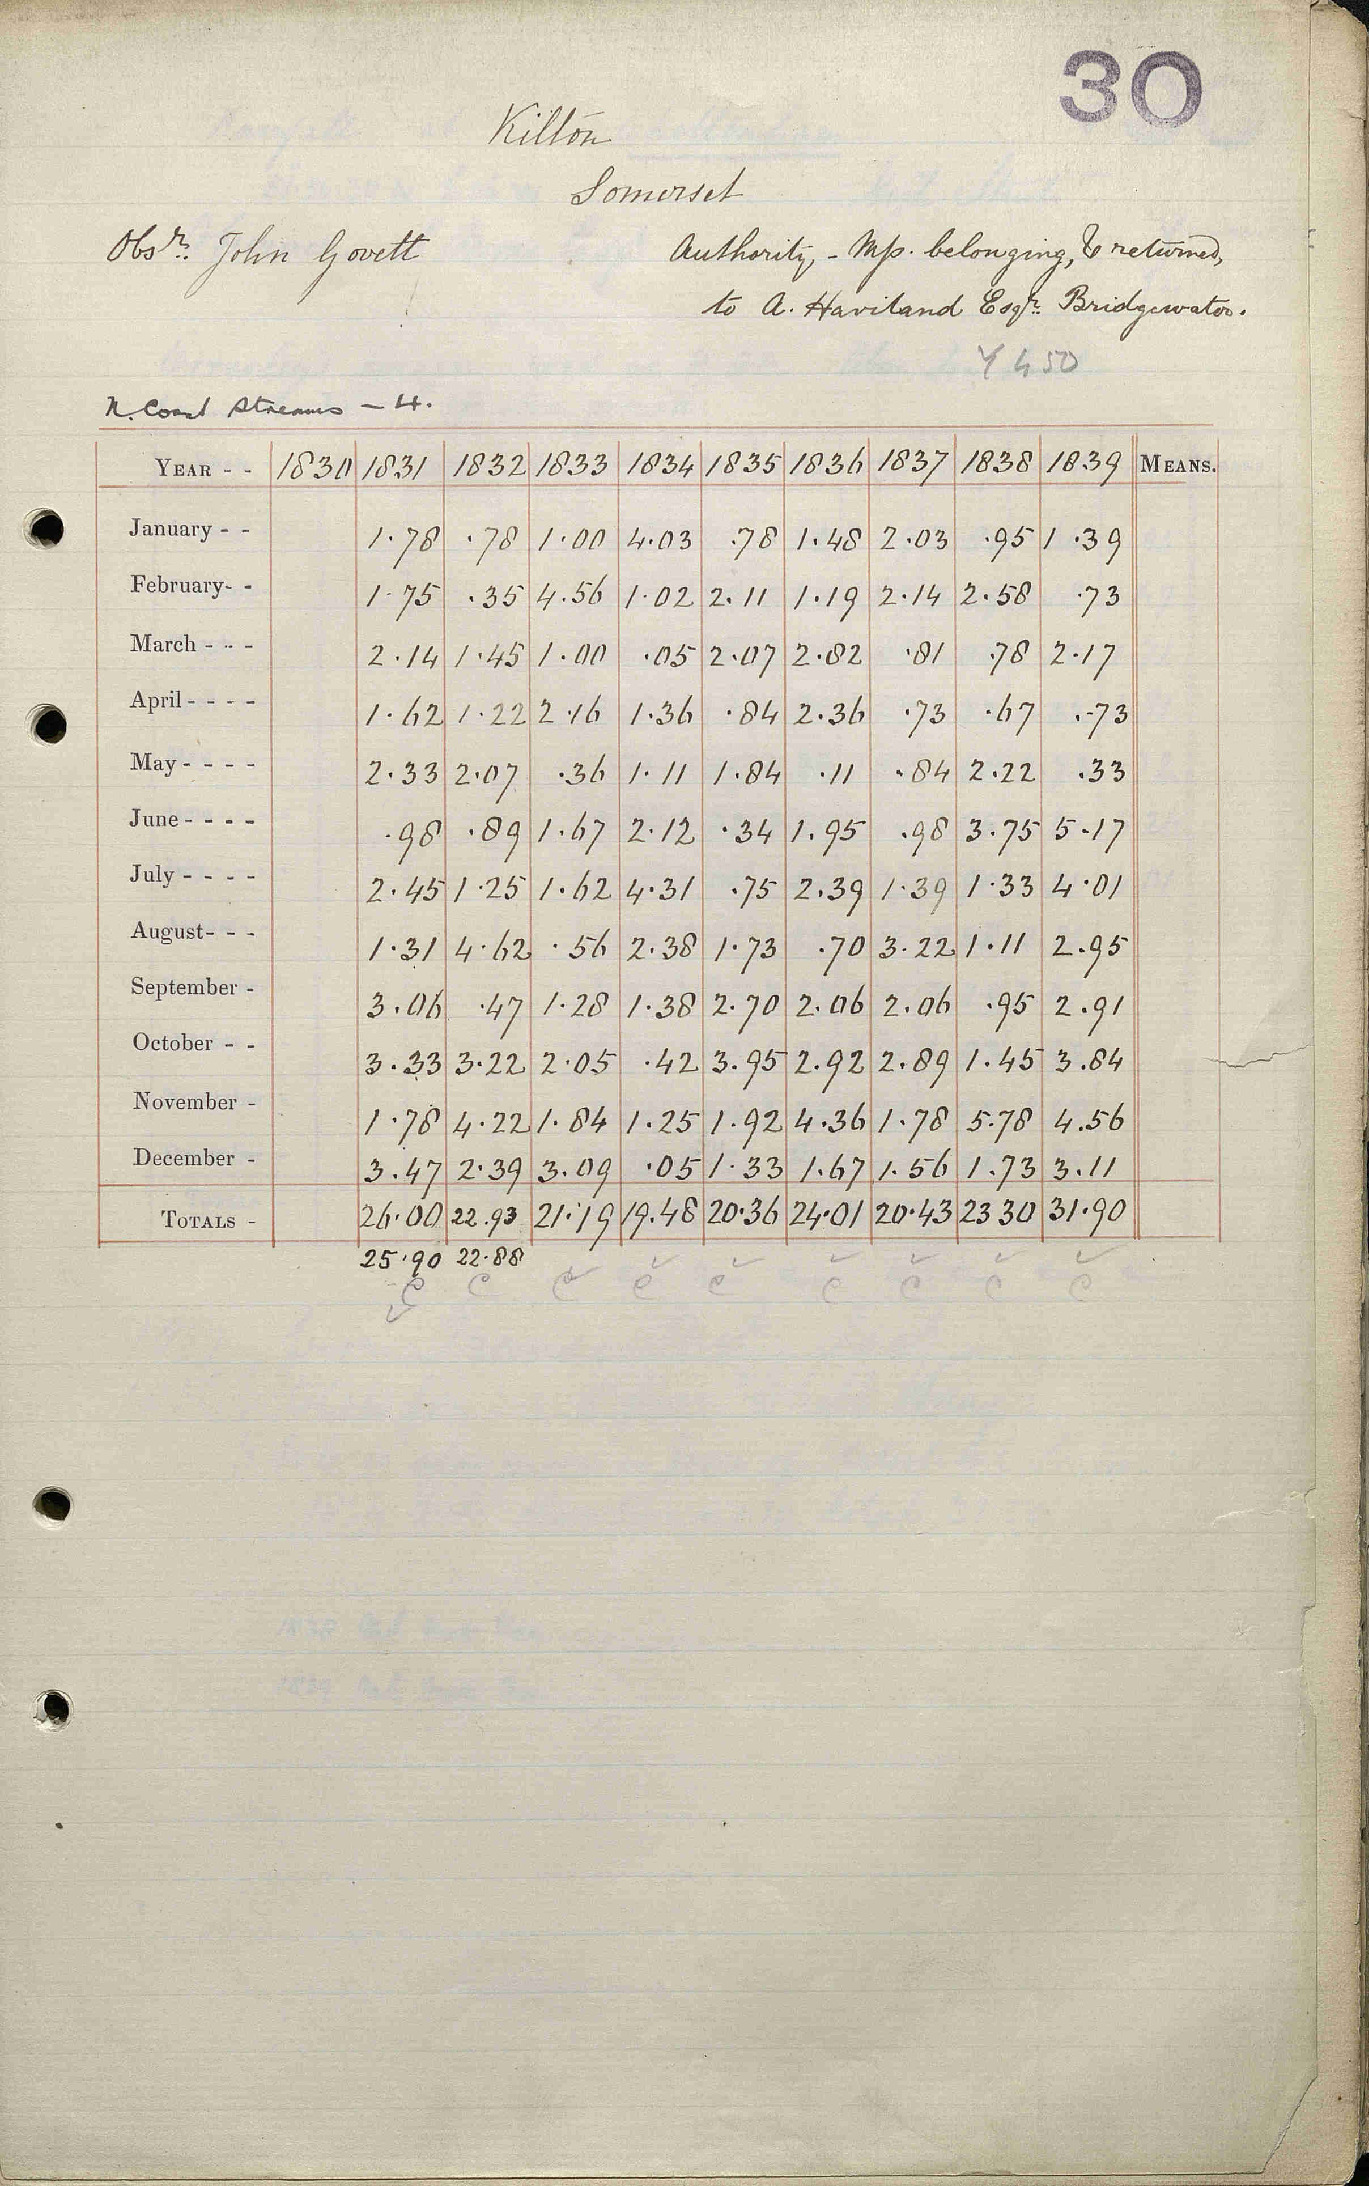 30
Kilton
Somerset
Obsr. John Govett
Authority, - Mss. belonging, & returned,
to A. Haviland Esqr. Bridgewater.
Y 450
N. Coast Streams - 4.
YEAR - - 1830 1831 1832 1833 1834 1835 1836 1837 1838 1839 MEANS.
January - - 1.78 .78 1.00 4.03 .78 1.48 2.03 .95 1.39
February- - 1.75 .35 4.56 1.02 2.11 1.19 2.14 2.58 .73
March - - - 2.14 1.45 1.00 .05 2.07 2.82 .81 .78 2.17
April - - - - 1.62 1.22 2.16 1.36 .84 2.36 .73 .67 .73
May - - - - 2.33 2.07 .36 1.11 1.84 .11 .84 2.22 .33
June - - - - .98 .89 1.67 2.12 .34 1.95 .98 3.75 5.17
July - - - - 2.45 1.25 1.62 4.31 .75 2.39 1.39 1.33 4.01
August- - - 1.31 4.62 .56 2.38 1.73 .70 3.22 1.11 2.95
September - 3.06 .47 1.28 1.38 2.70 2.06 2.06 .95 2.91
October - - 3.33 3.22 2.05 .42 3.95 2.92 2.89 1.45 3.84
November - 1.78 4.22 1.84 1.25 1.92 4.36 1.78 5.78 4.56
December - 3.47 2.39 3.09 .05 1.33 1.67 1.56 1.73 3.11
TOTALS - 26.00 22.93 21.19 19.48 20.36 24.01 20.43 23 30 31.90
25.90 22.88
C C C C C C C C C